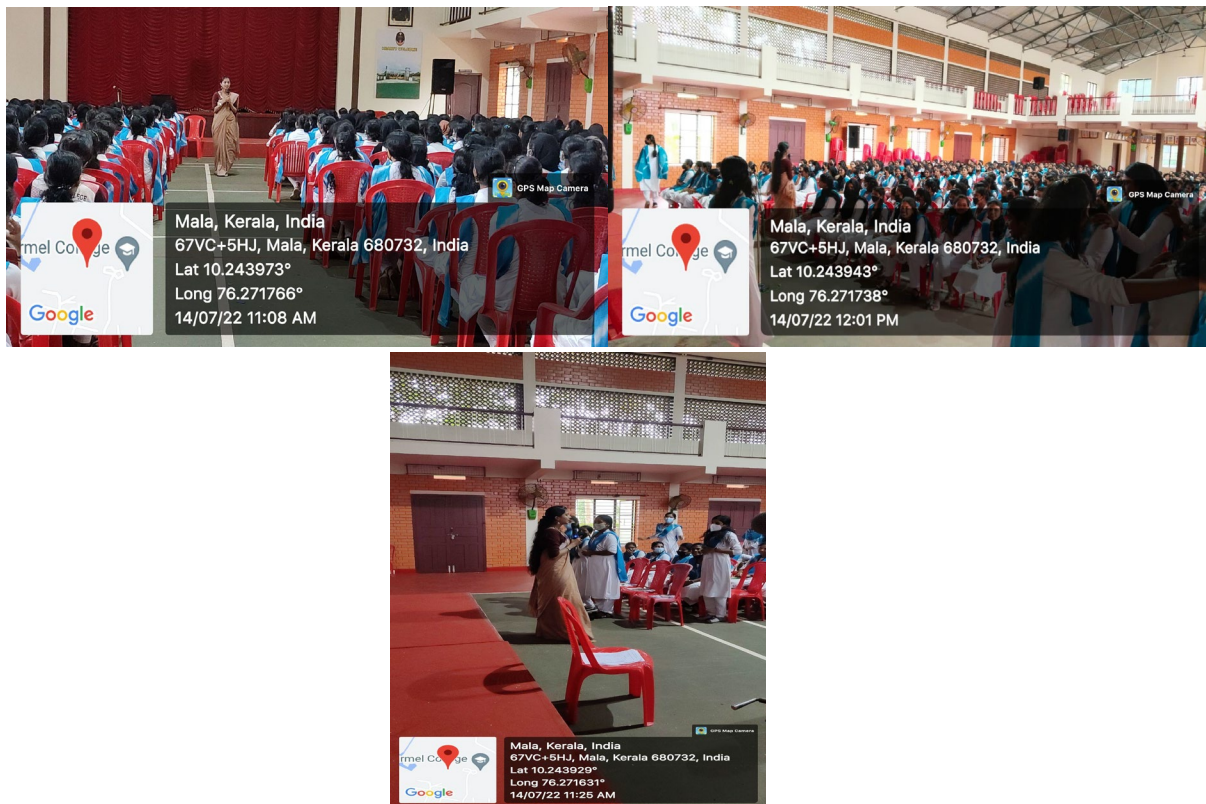 GPS Map Camera
rmel College
Google
Mala, Kerala, India
67VC+5HJ, Mala, Kerala 680732, India
Lat 10.243973°
Long 76.271766°
14/07/22 11:08 AM
GPS Map Camera
rmel College
Google
Mala, Kerala, India
67VC+5HJ, Mala, Kerala 680732, India
Lat 10.243943°
Long 76.271738°
14/07/22 12:01 PM
GPS Map Camera
rmel College
Google
Mala, Kerala, India
67VC+5HJ, Mala, Kerala 680732, India
Lat 10.243929°
Long 76.271631°
14/07/22 11:25 AM